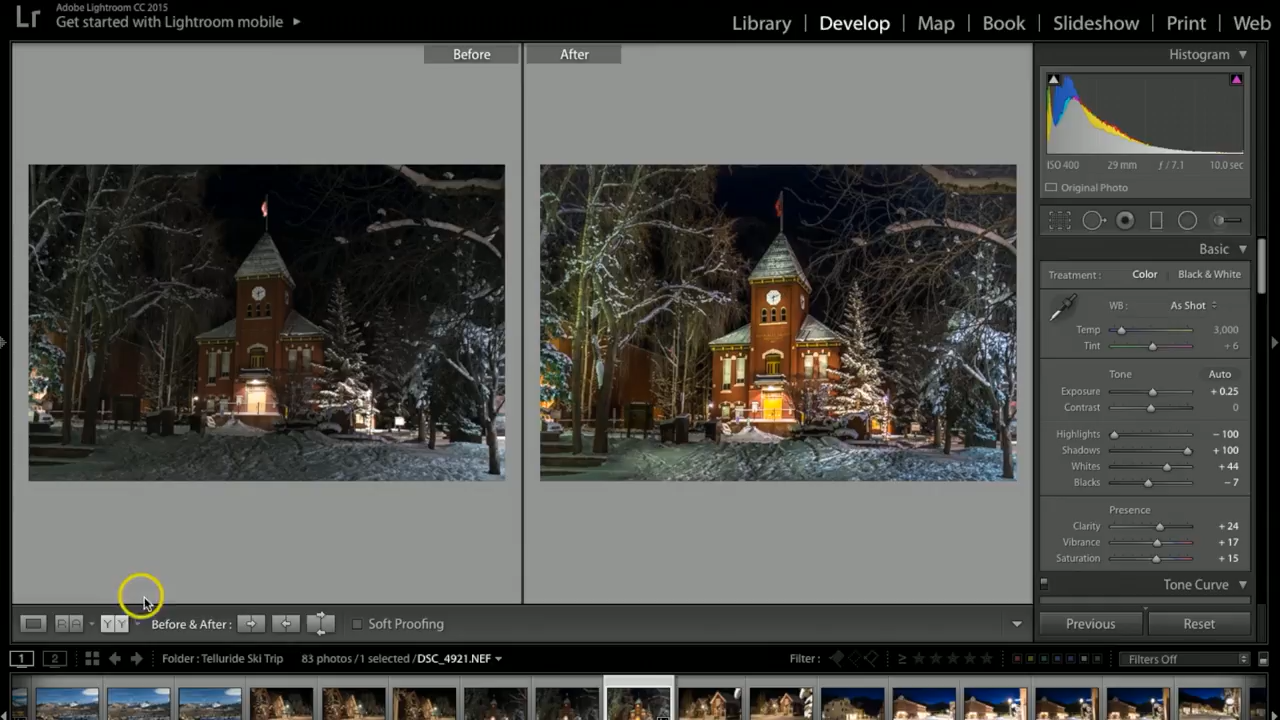 Adobe Lightroom CC 2015
Lr Get started with Lightroom mobile
Library | Develop | Map | Book | Slideshow | Print | Web
Before After
Histogram
ISO 400 29 mm ƒ / 7.1 10.0 sec
Original Photo
Basic
Treatment : Color Black & White
WB : As Shot
Temp 3,000
Tint + 6
Tone Auto
Exposure + 0.25
Contrast 0
Highlights − 100
Shadows + 100
Whites + 44
Blacks − 7
Presence
Clarity + 24
Vibrance + 17
Saturation + 15
Tone Curve
R A Y Y Before & After : Soft Proofing
Previous Reset
1 2 Folder : Telluride Ski Trip 83 photos / 1 selected / DSC_4921.NEF Filter : ≥ Filters Off